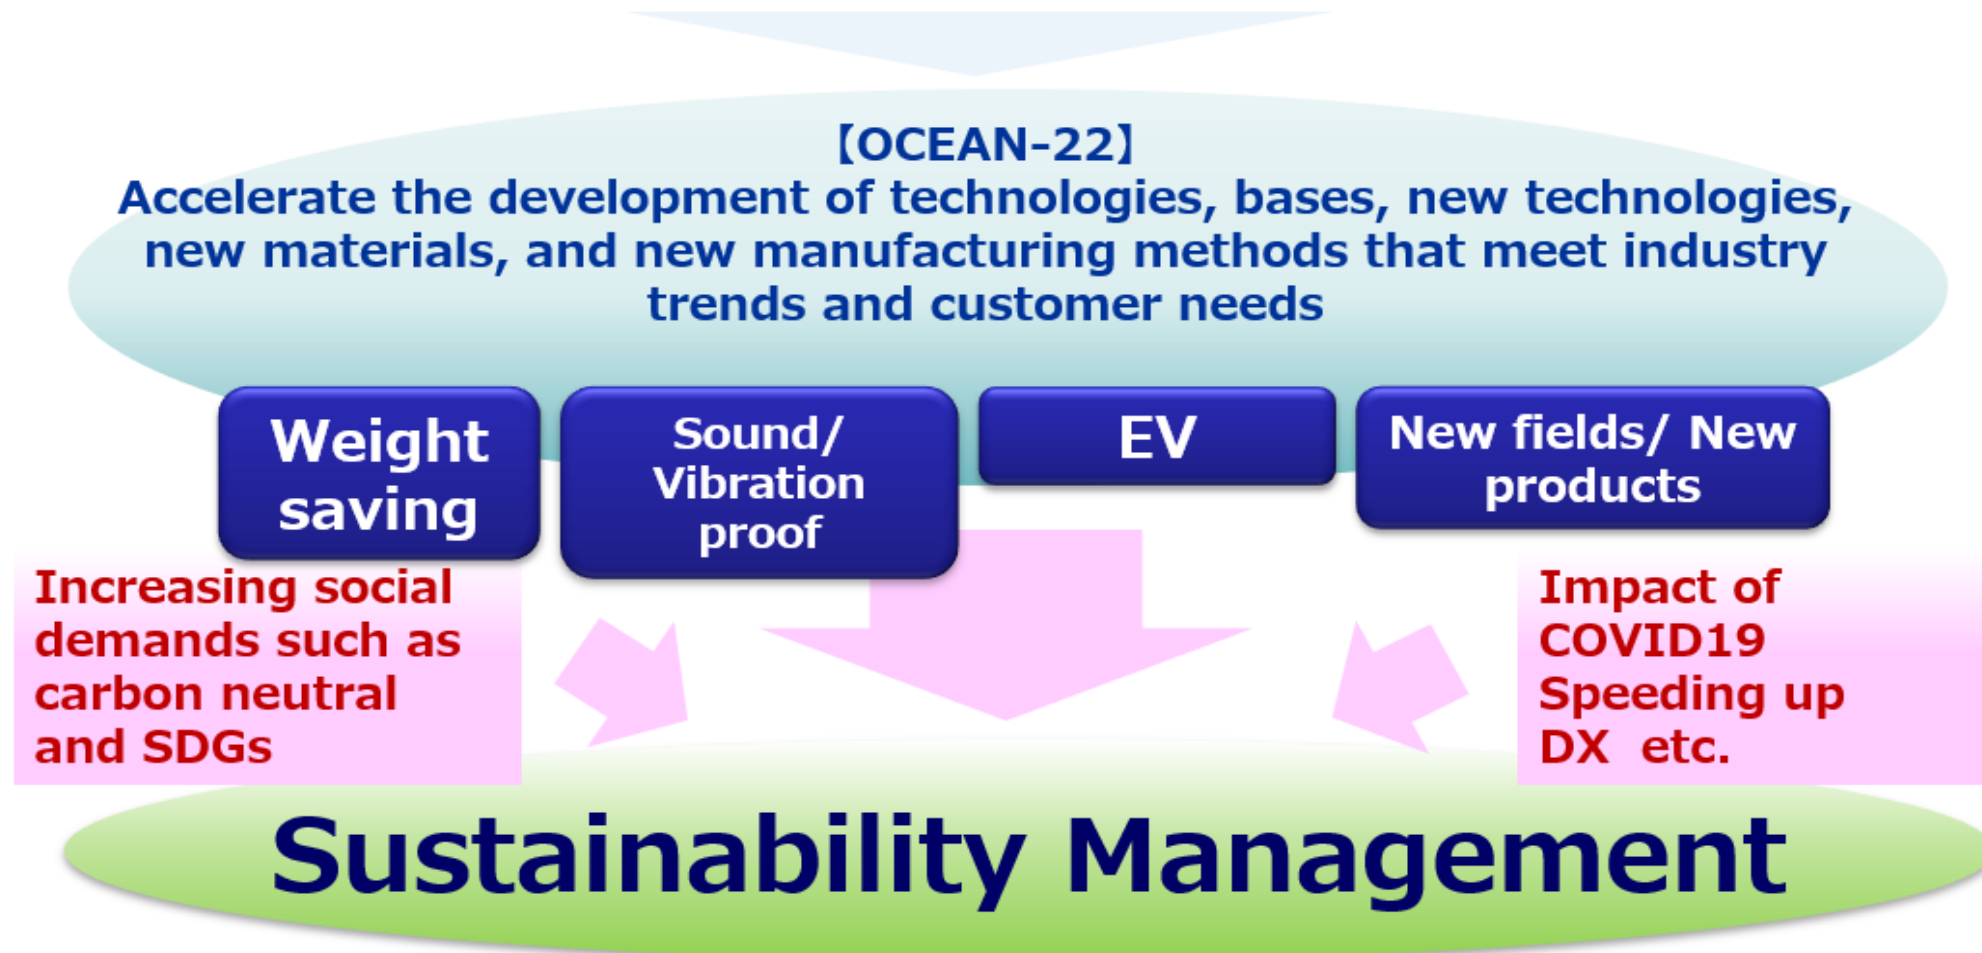 【OCEAN-22】
Accelerate the development of technologies, bases, new technologies,
new materials, and new manufacturing methods that meet industry
trends and customer needs
Weight
saving
Sound/
Vibration
proof
EV
New fields/ New
products
Increasing social
demands such as
carbon neutral
and SDGs
Impact of
COVID19
Speeding up
DX  etc.
Sustainability Management